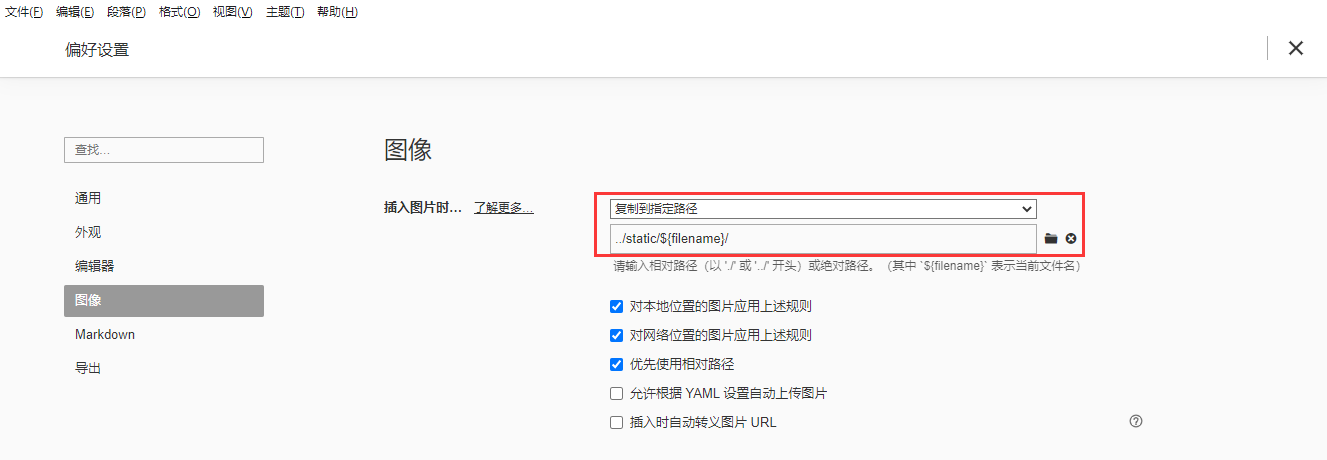 文件(F) 编辑(E) 段落(P) 格式(O) 视图(V) 主题(T) 帮助(H)
偏好设置
查找...
通用
外观
编辑器
图像
Markdown
导出
图像
插入图片时... 了解更多...
复制到指定路径
../static/${filename}/
请输入相对路径（以 './' 或 '../' 开头）或绝对路径。（其中 `${filename}` 表示当前文件名）
对本地位置的图片应用上述规则
对网络位置的图片应用上述规则
优先使用相对路径
允许根据 YAML 设置自动上传图片
插入时自动转义图片 URL